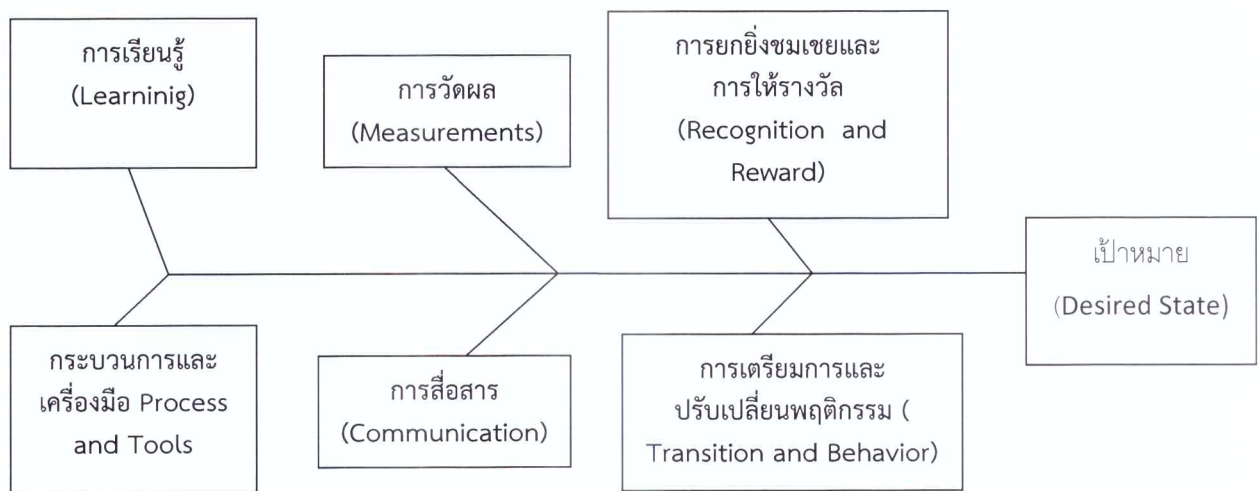 การเรียนรู้
(Learninig)
การวัดผล
(Measurements)
การยกยิ่งชมเชยและ
การให้รางวัล
(Recognition and
Reward)
เป้าหมาย
(Desired State)
กระบวนการและ
เครื่องมือ Process
and Tools
การสื่อสาร
(Communication)
การเตรียมการและ
ปรับเปลี่ยนพฤติกรรม (
Transition and Behavior)